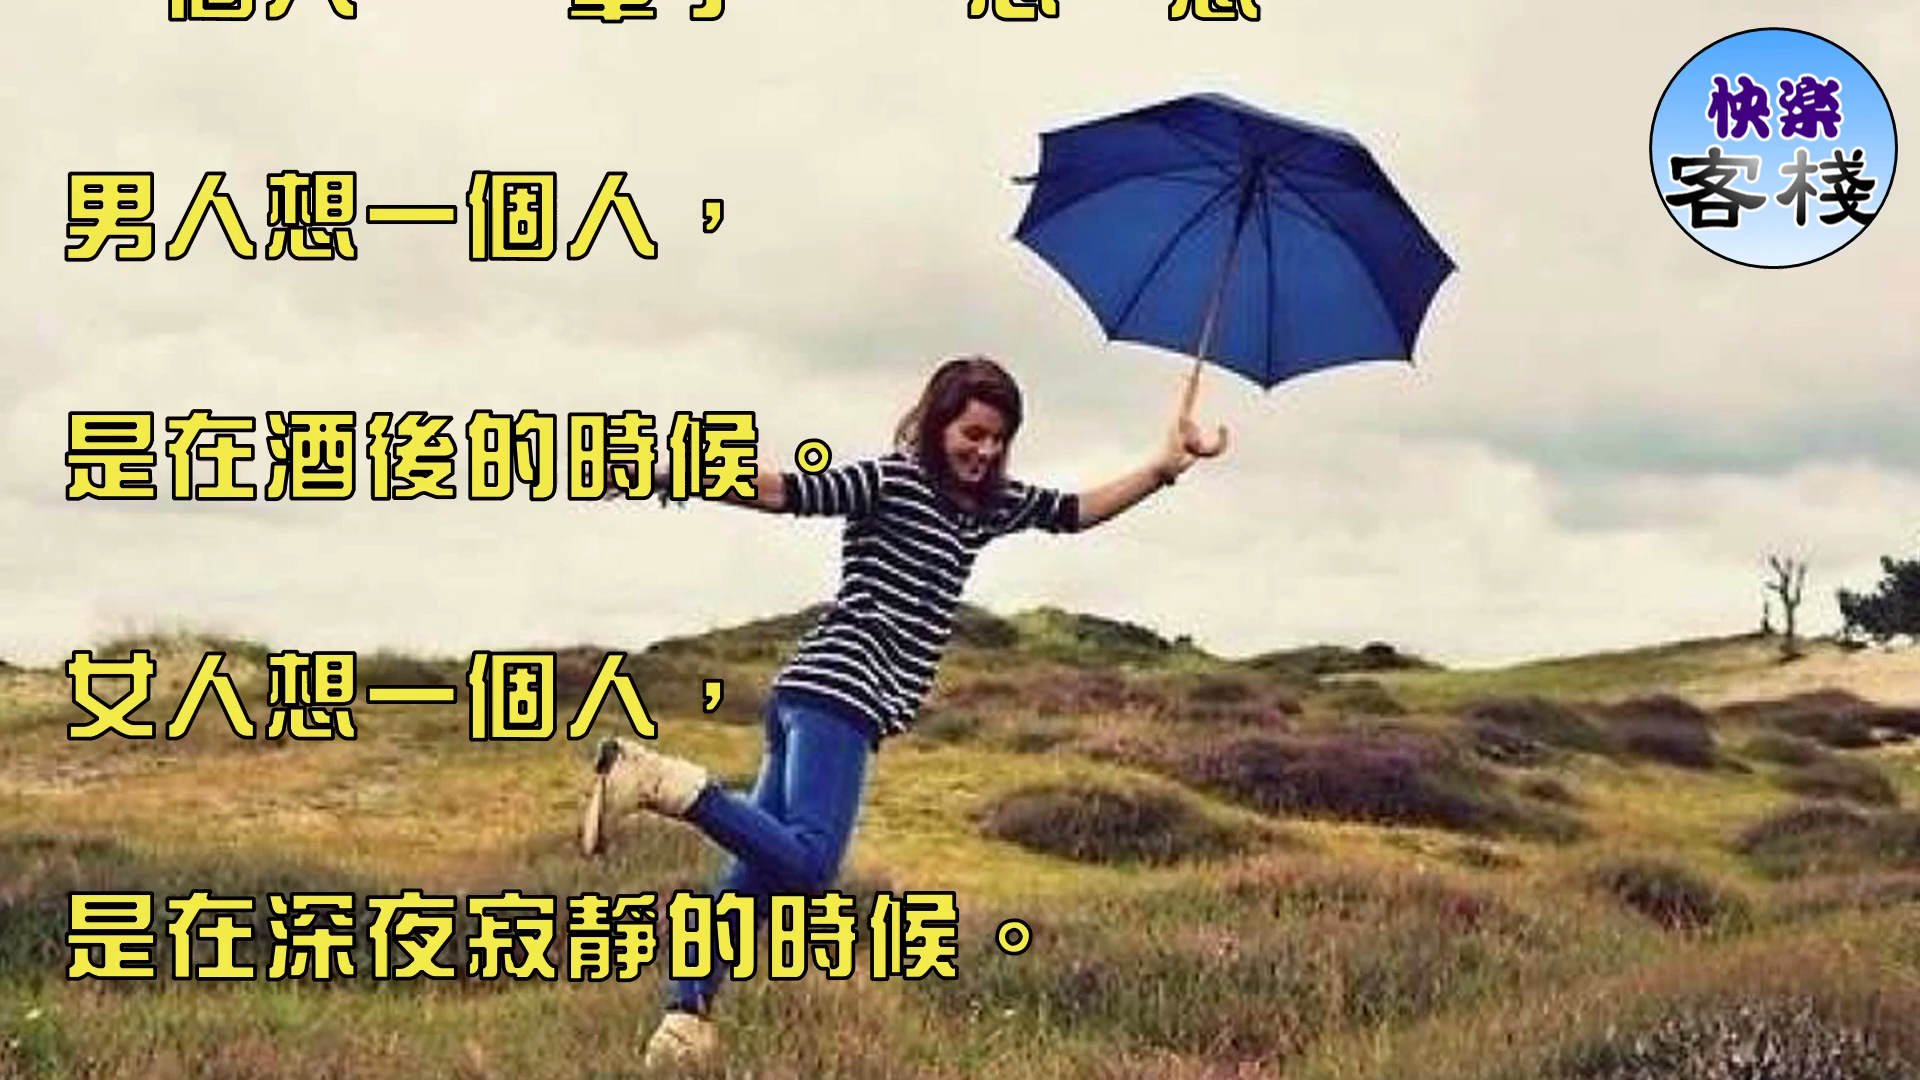 男人想一個人，
是在酒後的時候。
女人想一個人，
是在深夜寂靜的時候。
快楽
客棧